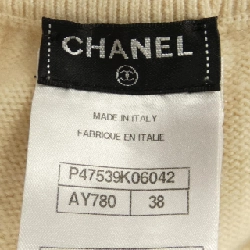 CHANEL
MADE IN ITALY
FABRIQUE EN ITALIE
P47539K06042
AY780 38